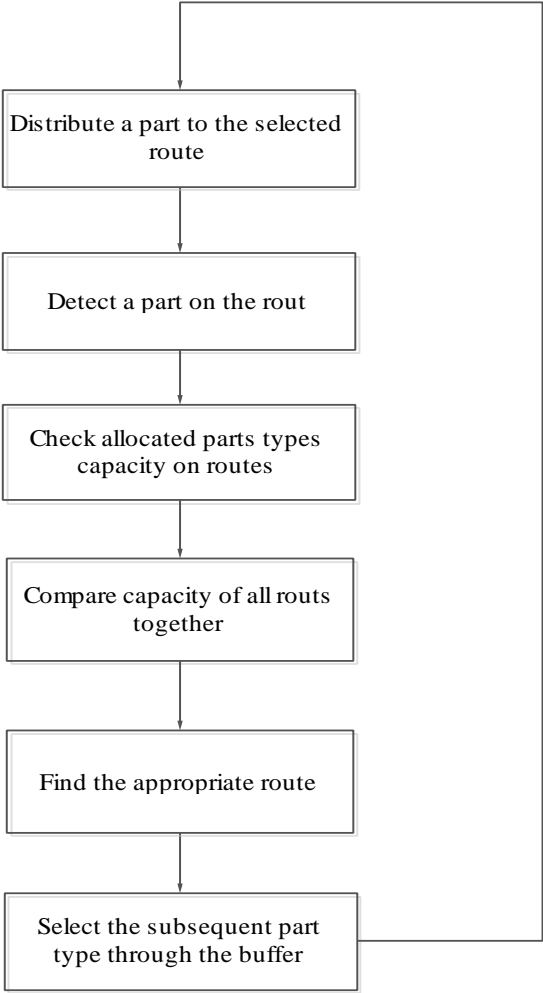 Distribute a part to the selected
route
Detect a part on the rout
Check allocated parts types
capacity on routes
Compare capacity of all routs
together
Find the appropriate route
Select the subsequent part
type through the buffer